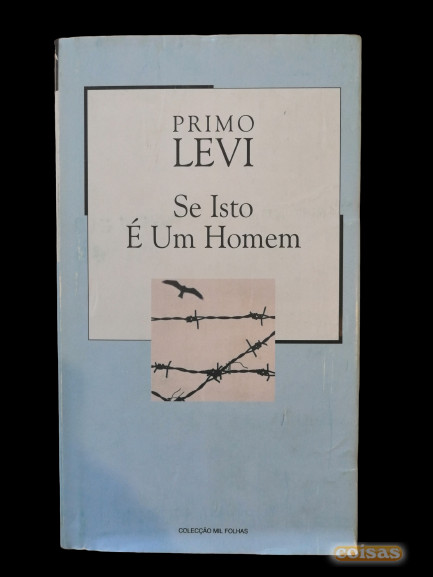 PRIMO
LEVI
Se Isto
É Um Homem
COLECÇÃO MIL FOLHAS
coisas